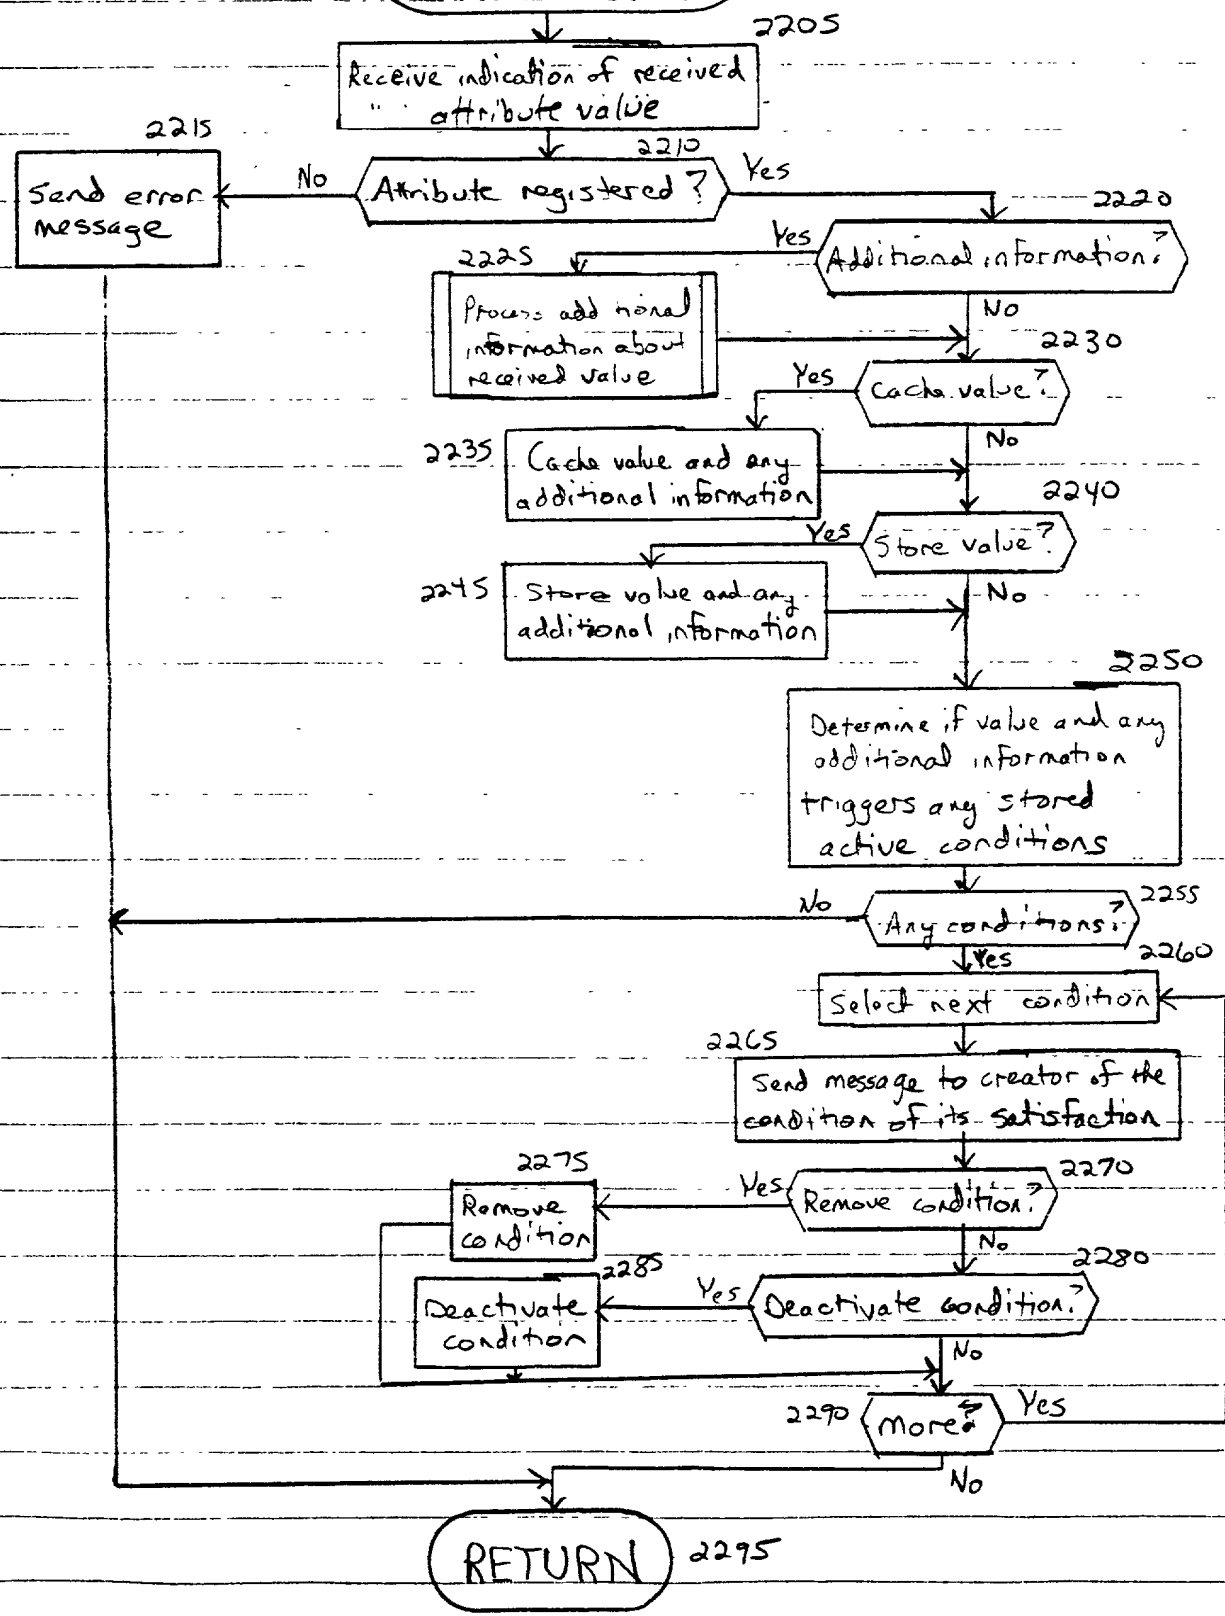 2205
Receive indication of received
attribute value
2210
2215
Attribute registered?
No
Yes
Send error
message
2220
Additional information?
Yes
No
2225
Process additional
information about
received value
2230
Cache value?
Yes
No
2235
Cache value and any
additional information
2240
Store value?
Yes
No
2245
Store value and any
additional information
2250
Determine if value and any
additional information
triggers any stored
active conditions
2255
Any conditions?
No
Yes
2260
Select next condition
2265
Send message to creator of the
condition of its satisfaction
2270
Remove condition?
Yes
No
2275
Remove
condition
2280
Deactivate condition?
Yes
No
2285
Deactivate
condition
2290
More?
Yes
No
RETURN
2295